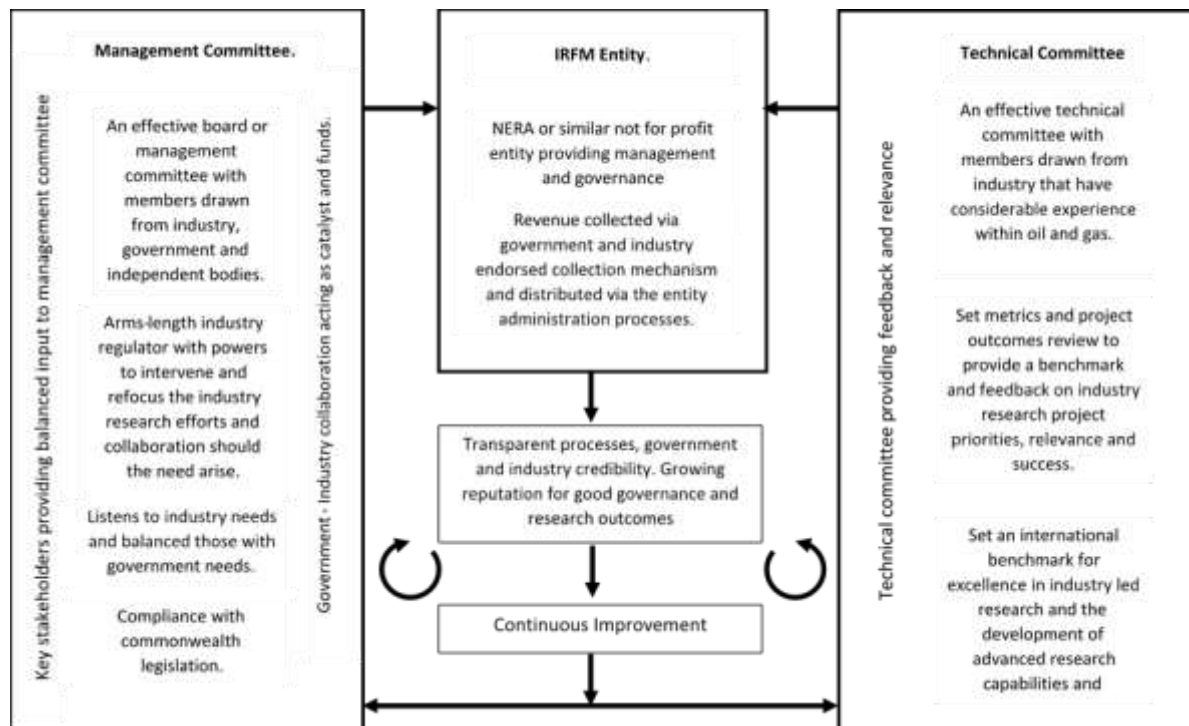 Key stakeholders providing balanced input to management committee
Management Committee.
An effective board or
management
committee with
members drawn
from industry,
government and
independent bodies.
Arms-length industry
regulator with powers
to intervene and
refocus the industry
research efforts and
collaboration should
the need arise.
Listens to industry needs
and balanced those with
government needs.
Compliance with
commonwealth
legislation.
Government - Industry collaboration acting as catalyst and funds.
IRFM Entity.
NERA or similar not for profit
entity providing management
and governance
Revenue collected via
government and industry
endorsed collection mechanism
and distributed via the entity
administration processes.
Transparent processes, government
and industry credibility. Growing
reputation for good governance and
research outcomes
Continuous Improvement
Technical committee providing feedback and relevance
Technical Committee
An effective technical
committee with
members drawn from
industry that have
considerable experience
within oil and gas.
Set metrics and project
outcomes review to
provide a benchmark
and feedback on industry
research project
priorities, relevance and
success.
Set an international
benchmark for
excellence in industry led
research and the
development of
advanced research
capabilities and